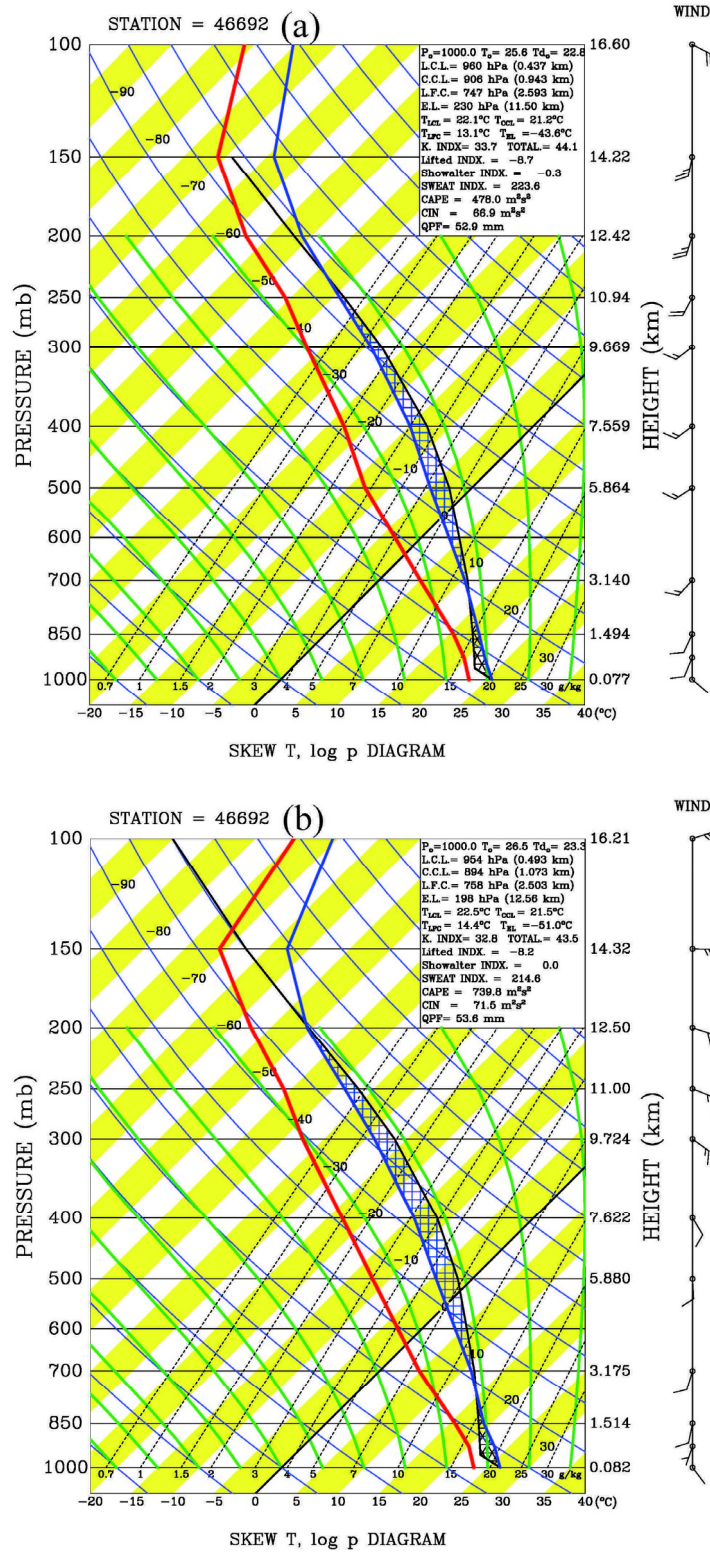 STATION = 46692 (a)
WIND
100
16.60
P₀=1000.0 T₀= 25.6 Td₀= 22.8
L.C.L.= 960 hPa (0.437 km)
C.C.L.= 906 hPa (0.943 km)
L.F.C.= 747 hPa (2.593 km)
E.L.= 230 hPa (11.50 km)
T_LCL= 22.1°C T_CCL= 21.2°C
T_LFC= 13.1°C T_EL =-43.6°C
K. INDX= 33.7 TOTAL.= 44.1
Lifted INDX. = -8.7
Showalter INDX. = -0.3
SWEAT INDX. = 223.6
CAPE = 478.0 m²s²
CIN = 66.9 m²s²
QPF= 52.9 mm
-90
-80
150
14.22
-70
-60
200
12.42
-50
250
10.94
-40
300
9.669
-30
-20
400
7.559
-10
500
5.864
0
600
10
700
3.140
20
850
1.494
30
1000
0.077
0.7 1 1.5 2 3 4 5 7 10 15 20 25 30 g/kg
-20 -15 -10 -5 0 5 10 15 20 25 30 35 40 (°C)
PRESSURE (mb)
HEIGHT (km)
SKEW T, log p DIAGRAM
STATION = 46692 (b)
WIND
100
16.21
P₀=1000.0 T₀= 26.5 Td₀= 23.3
L.C.L.= 954 hPa (0.493 km)
C.C.L.= 894 hPa (1.073 km)
L.F.C.= 758 hPa (2.503 km)
E.L.= 198 hPa (12.56 km)
T_LCL= 22.5°C T_CCL= 21.5°C
T_LFC= 14.4°C T_EL =-51.0°C
K. INDX= 32.8 TOTAL.= 43.5
Lifted INDX. = -8.2
Showalter INDX. = 0.0
SWEAT INDX. = 214.6
CAPE = 739.8 m²s²
CIN = 71.5 m²s²
QPF= 53.6 mm
-90
-80
150
14.32
-70
-60
200
12.50
-50
250
11.00
-40
300
9.724
-30
-20
400
7.622
-10
500
5.880
0
600
10
700
3.175
20
850
1.514
30
1000
0.082
0.7 1 1.5 2 3 4 5 7 10 15 20 25 30 g/kg
-20 -15 -10 -5 0 5 10 15 20 25 30 35 40 (°C)
PRESSURE (mb)
HEIGHT (km)
SKEW T, log p DIAGRAM